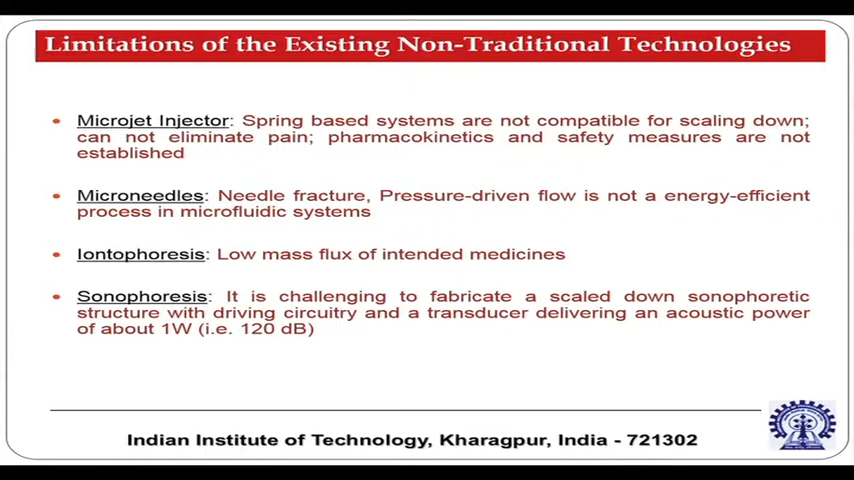 Limitations of the Existing Non-Traditional Technologies
• Microjet Injector: Spring based systems are not compatible for scaling down;
can not eliminate pain; pharmacokinetics and safety measures are not
established
• Microneedles: Needle fracture, Pressure-driven flow is not a energy-efficient
process in microfluidic systems
• Iontophoresis: Low mass flux of intended medicines
• Sonophoresis: It is challenging to fabricate a scaled down sonophoretic
structure with driving circuitry and a transducer delivering an acoustic power
of about 1W (i.e. 120 dB)
Indian Institute of Technology, Kharagpur, India - 721302